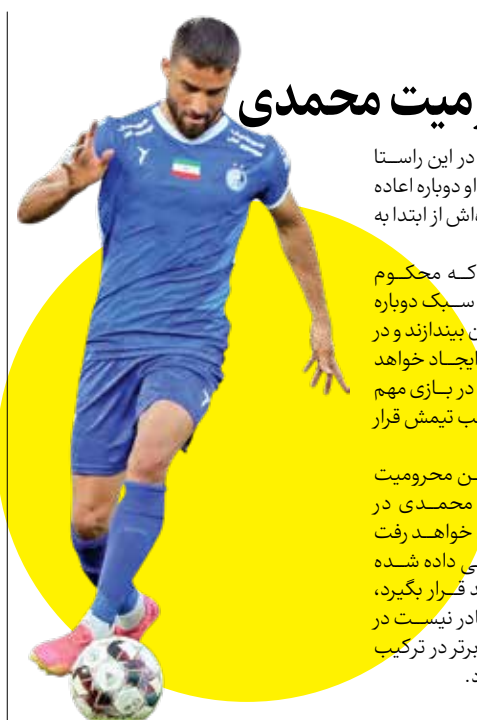 میت محمدی
در این راستا
او دوباره اعاده
اش از ابتدا به
که محکوم
سبک دوباره
بیندازند و در
ایجاد خواهد
در بازی مهم
تیمش قرار
محرومیت
محمدی در
خواهد رفت
داده شده
قرار بگیرد،
نیست در
برتر در ترکیب